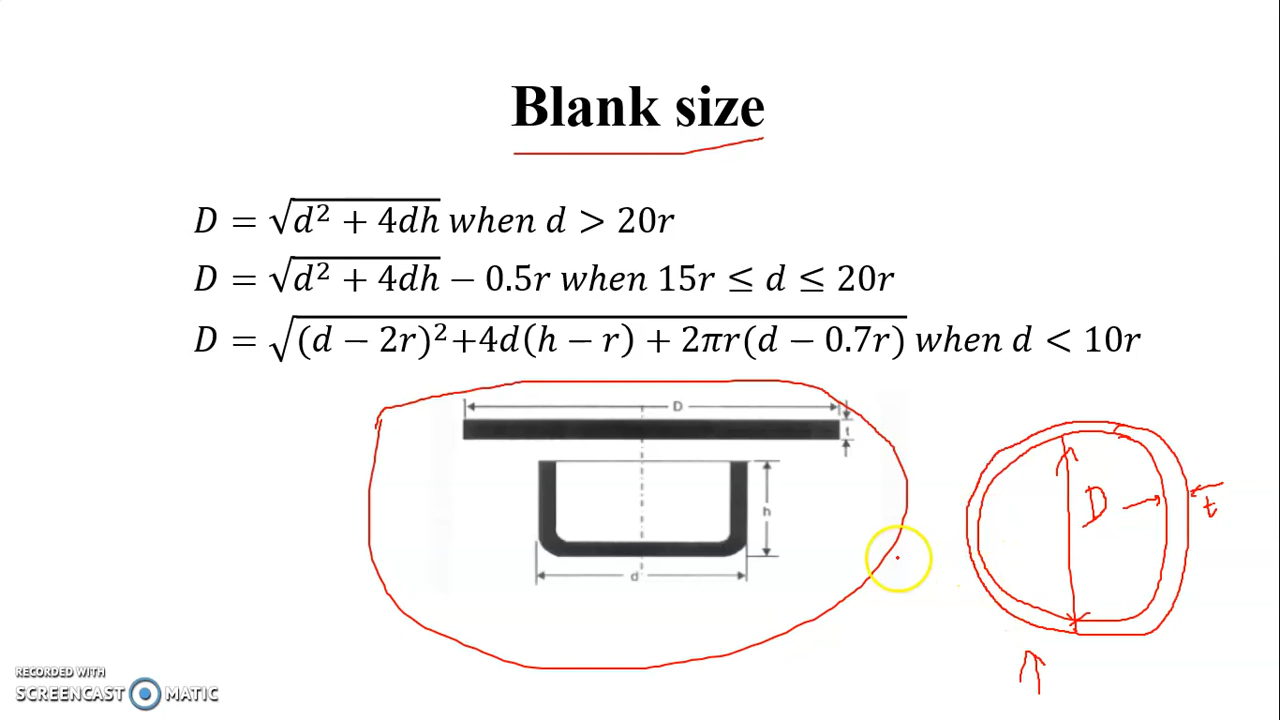 Blank size
D = √(d² + 4dh) when d > 20r
D = √(d² + 4dh) − 0.5r when 15r ≤ d ≤ 20r
D = √((d − 2r)²+4d(h − r) + 2πr(d − 0.7r)) when d < 10r
D
t
h
d
D
t
RECORDED WITH
SCREENCAST MATIC